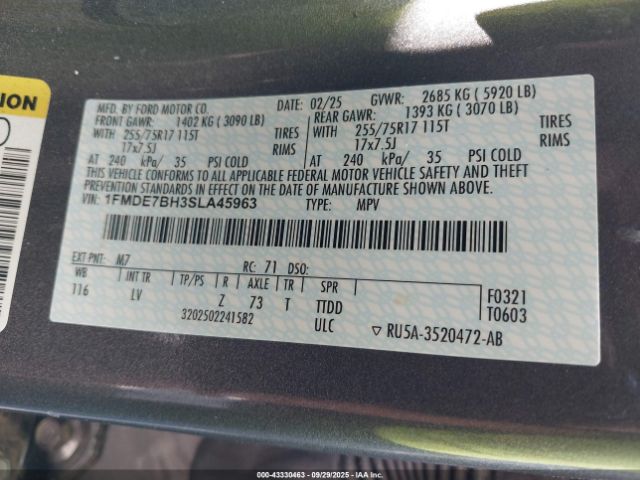 ION
MFD. BY FORD MOTOR CO.
DATE: 02/25 GVWR: 2685 KG ( 5920 LB)
FRONT GAWR: 1402 KG ( 3090 LB) REAR GAWR: 1393 KG ( 3070 LB)
WITH 255/75R17 115T TIRES WITH 255/75R17 115T TIRES
17x7.5J RIMS 17x7.5J RIMS
AT 240 kPa/ 35 PSI COLD AT 240 kPa/ 35 PSI COLD
THIS VEHICLE CONFORMS TO ALL APPLICABLE FEDERAL MOTOR VEHICLE SAFETY AND THEFT
PREVENTION STANDARDS IN EFFECT ON THE DATE OF MANUFACTURE SHOWN ABOVE.
VIN: 1FMDE7BH3SLA45963 TYPE: MPV
EXT PNT: M7 RC: 71 DSO:
WB INT TR TP/PS R AXLE TR SPR
116 LV Z 73 T TTDD
ULC
3202502241582
F0321
T0603
▽ RU5A-3520472-AB
© IAA 000-43330463 09/29/2025 IAAI.COM